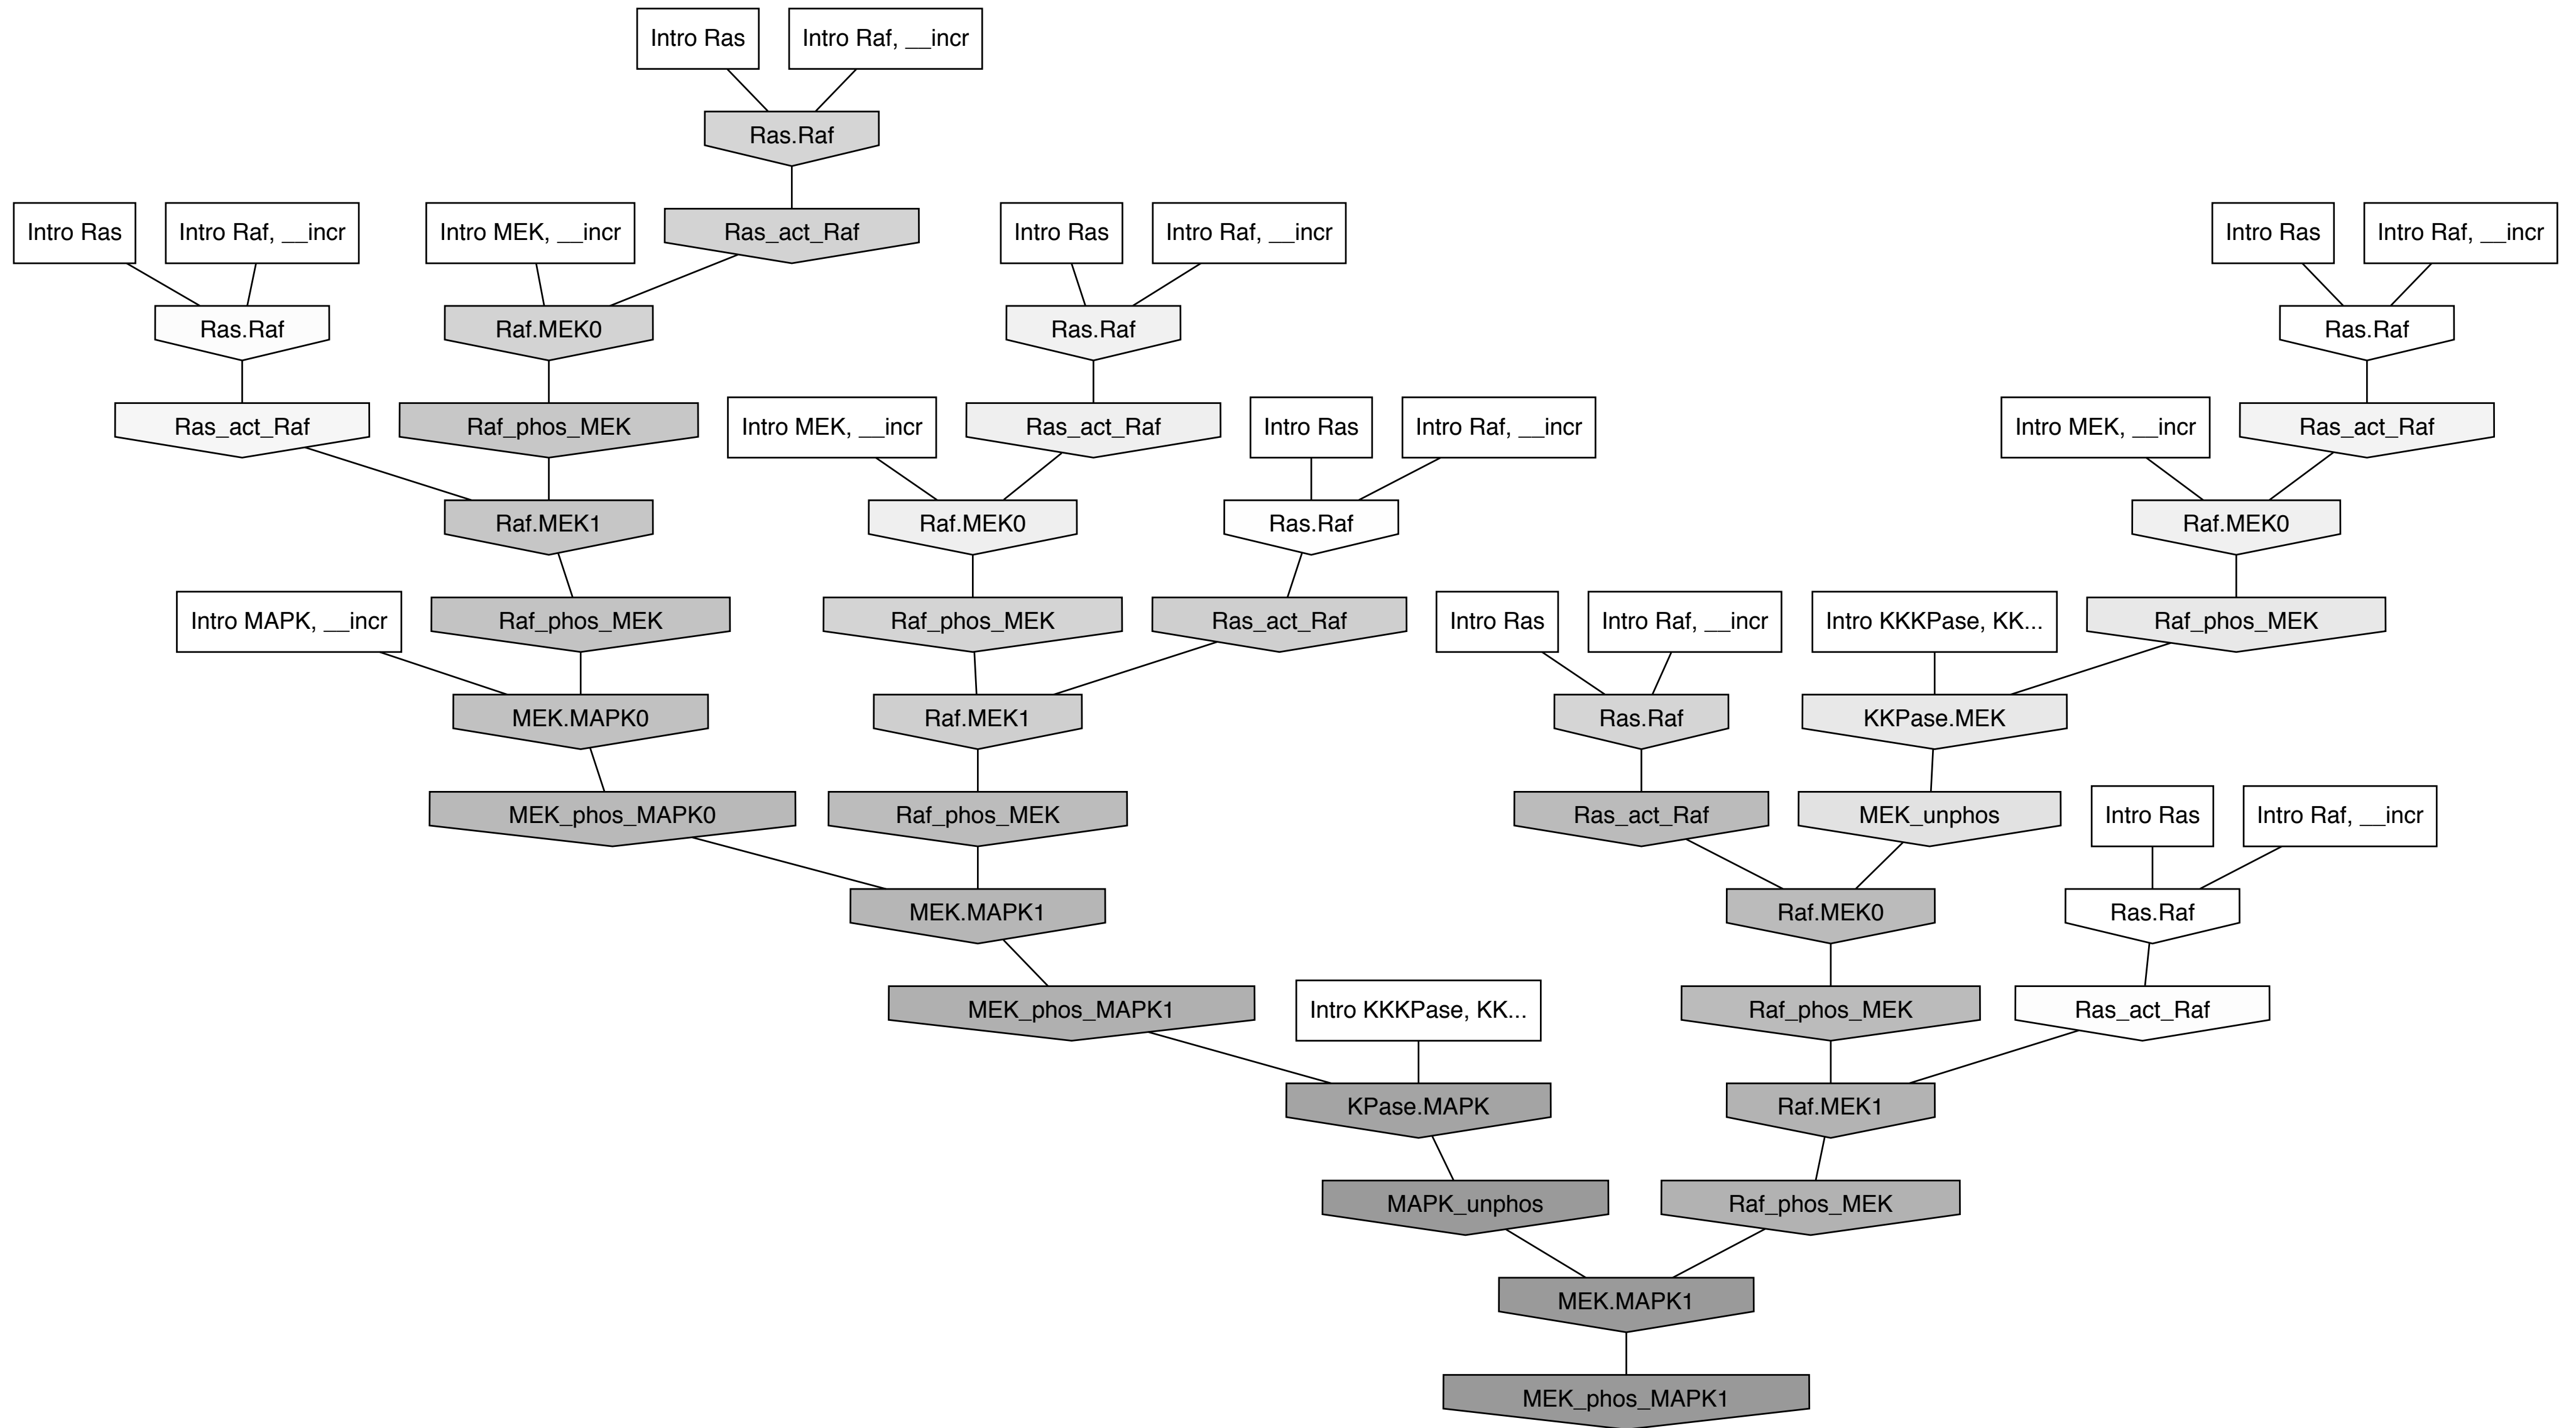 Intro Ras
Intro Raf, __incr
Ras.Raf
Intro Ras
Intro Raf, __incr
Intro MEK, __incr
Ras_act_Raf
Intro Ras
Intro Raf, __incr
Intro Ras
Intro Raf, __incr
Ras.Raf
Raf.MEK0
Ras.Raf
Ras.Raf
Ras_act_Raf
Raf_phos_MEK
Intro MEK, __incr
Ras_act_Raf
Intro Ras
Intro Raf, __incr
Intro MEK, __incr
Ras_act_Raf
Raf.MEK1
Raf.MEK0
Ras.Raf
Raf.MEK0
Intro MAPK, __incr
Raf_phos_MEK
Raf_phos_MEK
Ras_act_Raf
Intro Ras
Intro Raf, __incr
Intro KKKPase, KK...
Raf_phos_MEK
MEK.MAPK0
Raf.MEK1
Ras.Raf
KKPase.MEK
MEK_phos_MAPK0
Raf_phos_MEK
Ras_act_Raf
MEK_unphos
Intro Ras
Intro Raf, __incr
MEK.MAPK1
Raf.MEK0
Ras.Raf
MEK_phos_MAPK1
Intro KKKPase, KK...
Raf_phos_MEK
Ras_act_Raf
KPase.MAPK
Raf.MEK1
MAPK_unphos
Raf_phos_MEK
MEK.MAPK1
MEK_phos_MAPK1